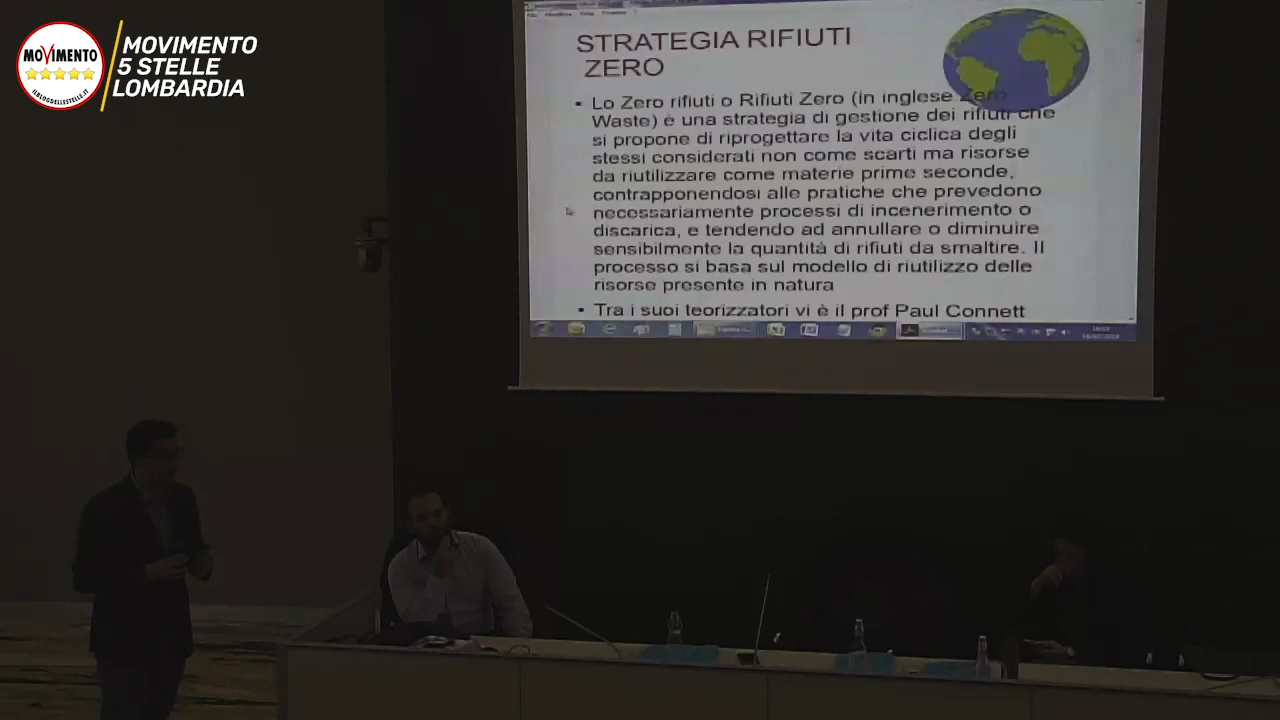 MOVIMENTO
ILBLOGDELLESTELLE.IT
MOVIMENTO
5 STELLE
LOMBARDIA
STRATEGIA RIFIUTI
ZERO
• Lo Zero rifiuti o Rifiuti Zero (in inglese Zero
Waste) è una strategia di gestione dei rifiuti che
si propone di riprogettare la vita ciclica degli
stessi considerati non come scarti ma risorse
da riutilizzare come materie prime seconde,
contrapponendosi alle pratiche che prevedono
necessariamente processi di incenerimento o
discarica, e tendendo ad annullare o diminuire
sensibilmente la quantità di rifiuti da smaltire. Il
processo si basa sul modello di riutilizzo delle
risorse presente in natura
• Tra i suoi teorizzatori vi è il prof Paul Connett